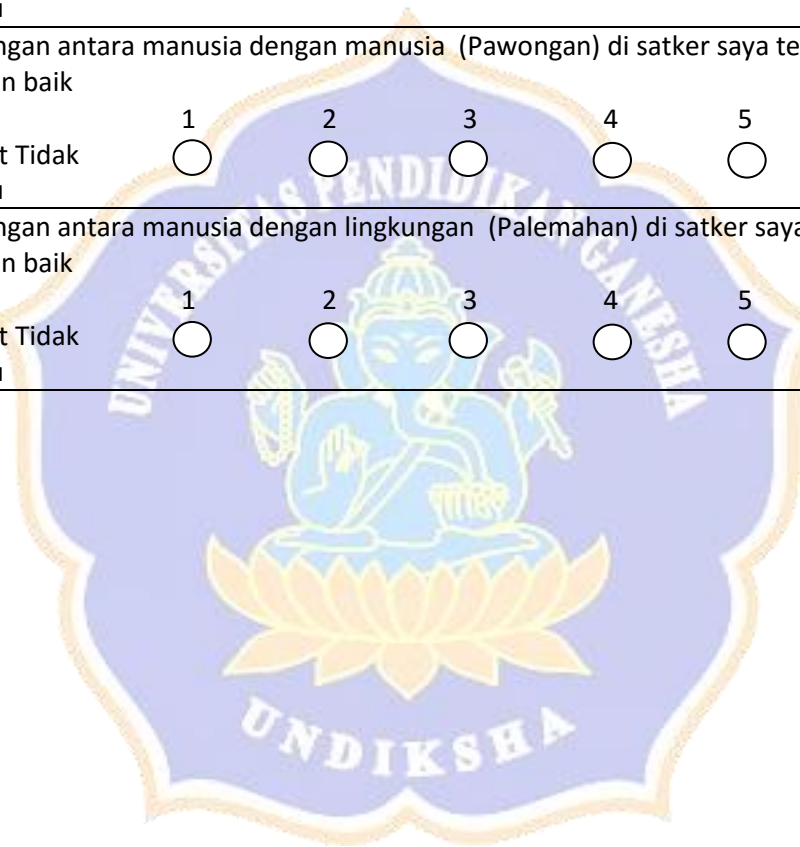 ngan antara manusia dengan manusia (Pawongan) di satker saya te
n baik
1 2 3 4 5
t Tidak
ngan antara manusia dengan lingkungan (Palemahan) di satker saya
n baik
1 2 3 4 5
t Tidak
UNIVERSITAS PENDIDIKAN GANESHA
UNDIKSHA